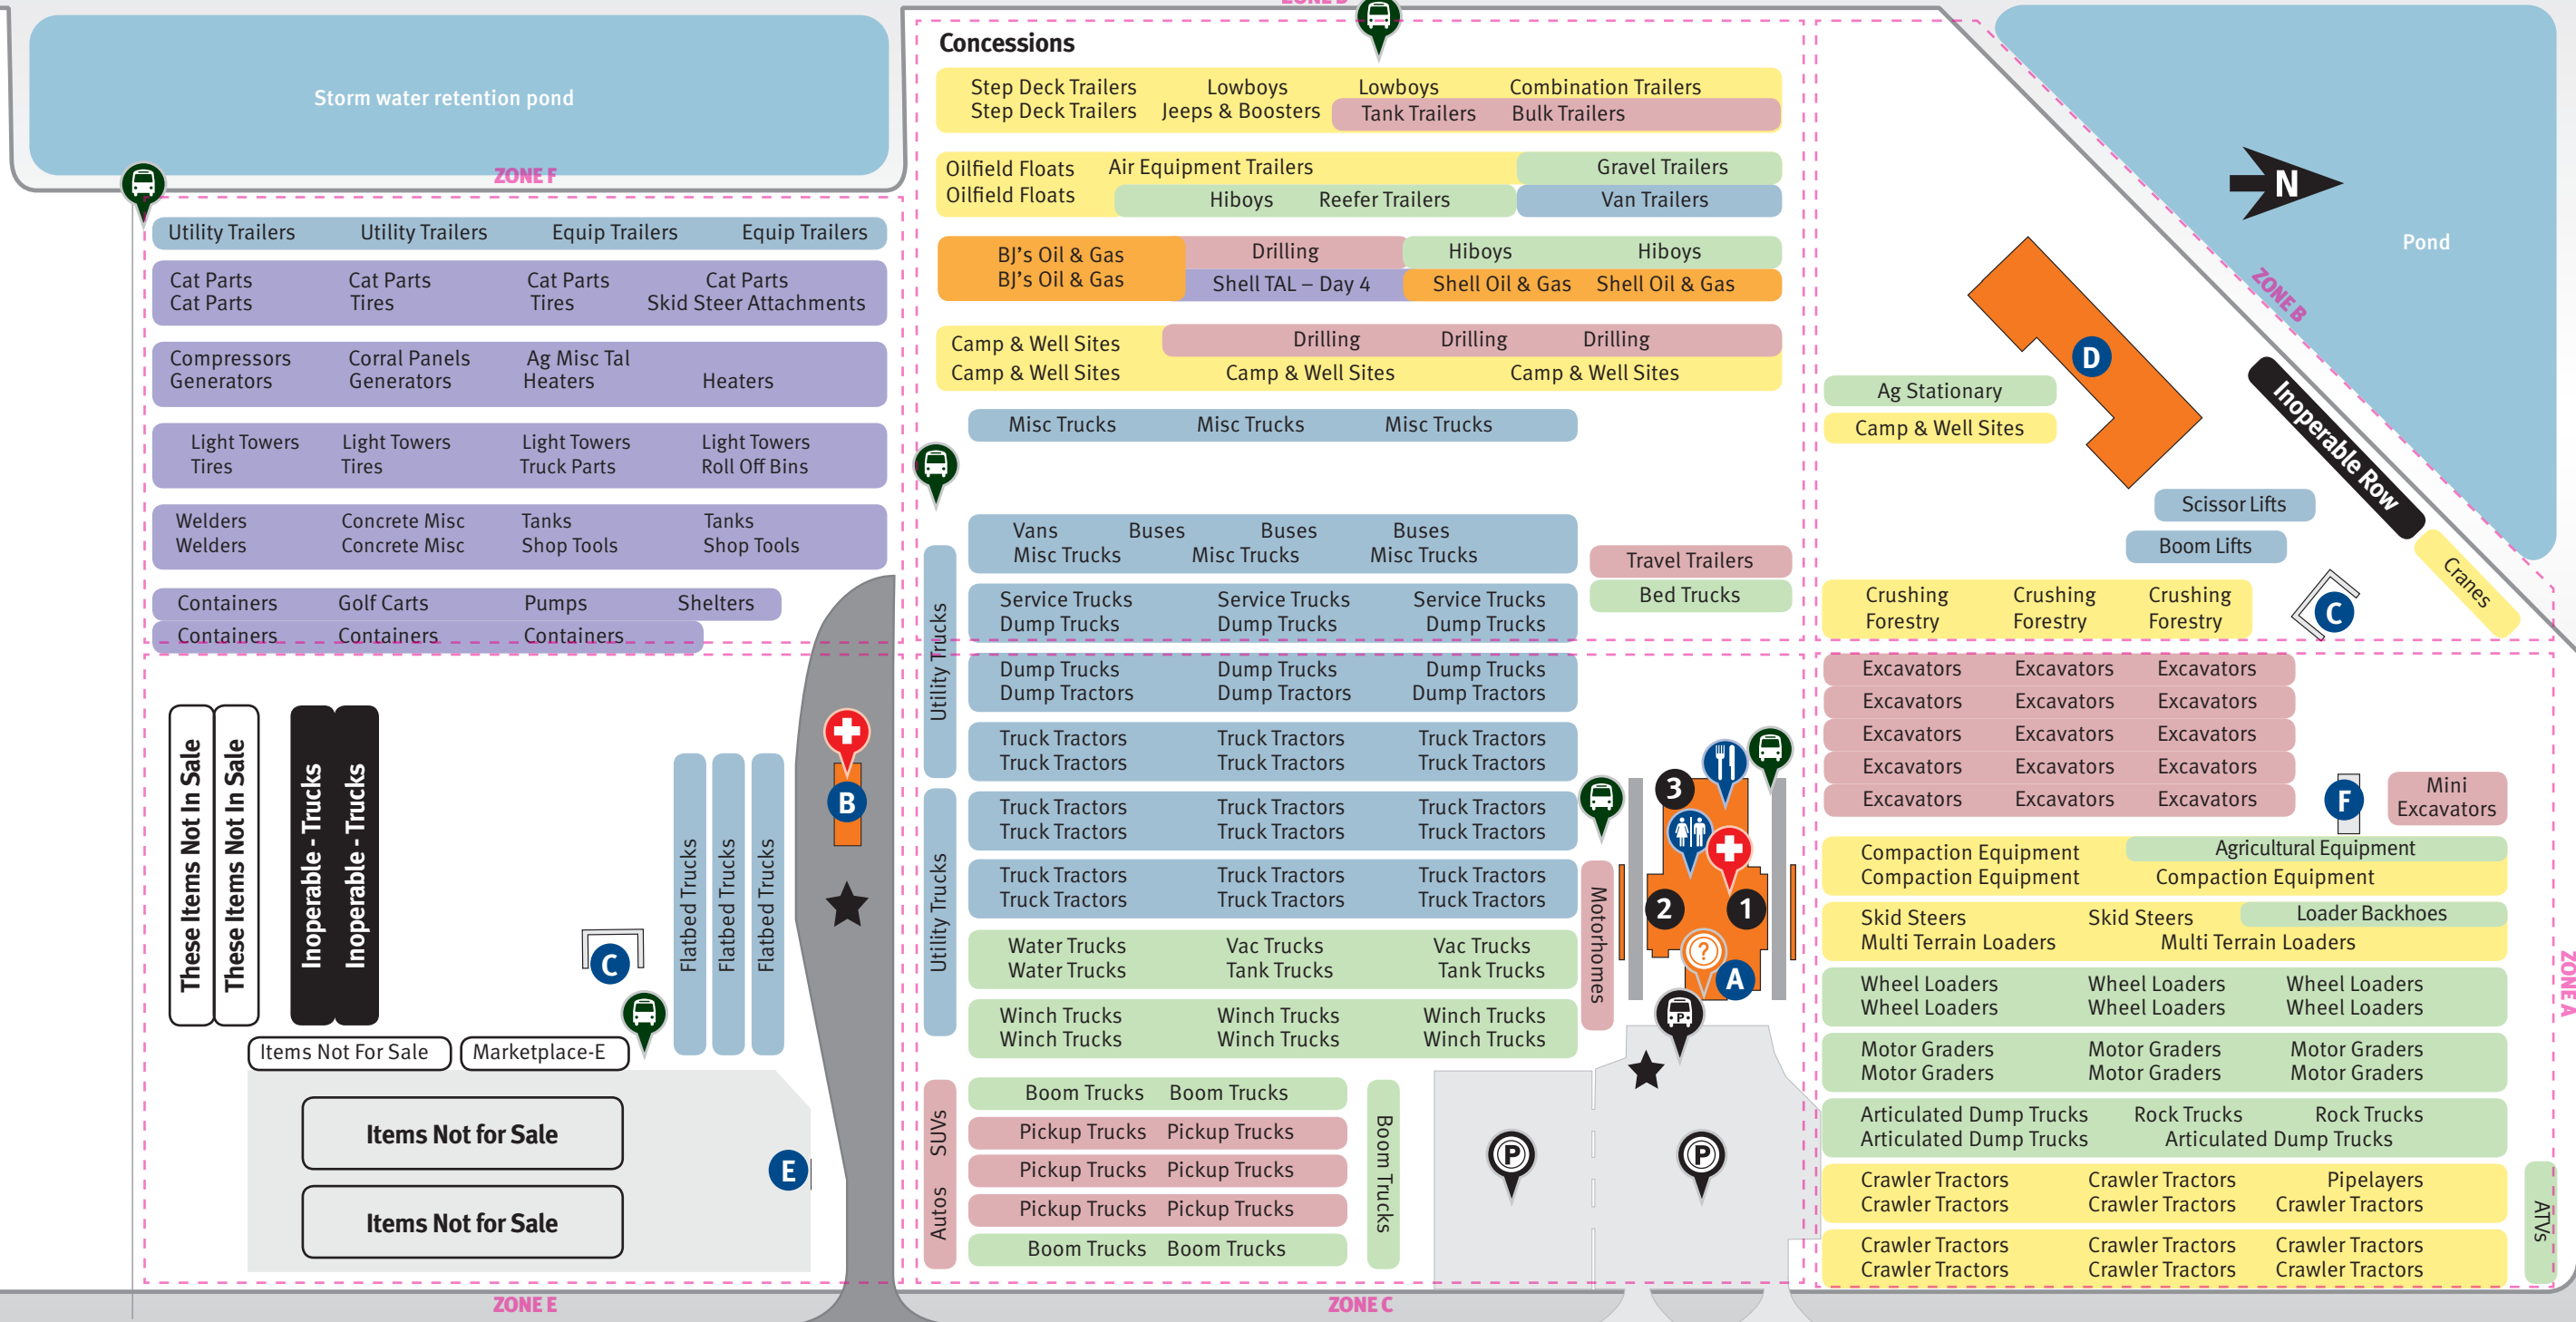 ZONE D
Storm water retention pond
ZONE F
Utility Trailers Utility Trailers Equip Trailers Equip Trailers
Cat Parts Cat Parts Cat Parts Cat Parts
Cat Parts Tires Tires Skid Steer Attachments
Compressors Corral Panels Ag Misc Tal
Generators Generators Heaters Heaters
Light Towers Light Towers Light Towers Light Towers
Tires Tires Truck Parts Roll Off Bins
Welders Concrete Misc Tanks Tanks
Welders Concrete Misc Shop Tools Shop Tools
Containers Golf Carts Pumps Shelters
Containers Containers Containers
These Items Not In Sale
These Items Not In Sale
Inoperable - Trucks
Inoperable - Trucks
C
Flatbed Trucks
Flatbed Trucks
Flatbed Trucks
B
Items Not For Sale Marketplace-E
Items Not for Sale
Items Not for Sale
E
ZONE E
Concessions
Step Deck Trailers Lowboys Lowboys Combination Trailers
Step Deck Trailers Jeeps & Boosters Tank Trailers Bulk Trailers
Oilfield Floats Air Equipment Trailers Gravel Trailers
Oilfield Floats Hiboys Reefer Trailers Van Trailers
BJ's Oil & Gas Drilling Hiboys Hiboys
BJ's Oil & Gas Shell TAL – Day 4 Shell Oil & Gas Shell Oil & Gas
Camp & Well Sites Drilling Drilling Drilling
Camp & Well Sites Camp & Well Sites Camp & Well Sites
Misc Trucks Misc Trucks Misc Trucks
Vans Buses Buses Buses
Misc Trucks Misc Trucks Misc Trucks
Travel Trailers
Bed Trucks
Utility Trucks
Service Trucks Service Trucks Service Trucks
Dump Trucks Dump Trucks Dump Trucks
Dump Trucks Dump Trucks Dump Trucks
Dump Tractors Dump Tractors Dump Tractors
Truck Tractors Truck Tractors Truck Tractors
Truck Tractors Truck Tractors Truck Tractors
Utility Trucks
Truck Tractors Truck Tractors Truck Tractors
Truck Tractors Truck Tractors Truck Tractors
Truck Tractors Truck Tractors Truck Tractors
Truck Tractors Truck Tractors Truck Tractors
Water Trucks Vac Trucks Vac Trucks
Water Trucks Tank Trucks Tank Trucks
Winch Trucks Winch Trucks Winch Trucks
Winch Trucks Winch Trucks Winch Trucks
Motorhomes
3
2
1
?
A
P
Autos SUVs
Boom Trucks Boom Trucks
Pickup Trucks Pickup Trucks
Pickup Trucks Pickup Trucks
Pickup Trucks Pickup Trucks
Boom Trucks Boom Trucks
Boom Trucks
P
P
ZONE C
N
Pond
ZONE B
D
Ag Stationary
Camp & Well Sites
Inoperable Row
Scissor Lifts
Boom Lifts
Cranes
C
Crushing Crushing Crushing
Forestry Forestry Forestry
Excavators Excavators Excavators
Excavators Excavators Excavators
Excavators Excavators Excavators
Excavators Excavators Excavators
Excavators Excavators Excavators
F
Mini
Excavators
Compaction Equipment Agricultural Equipment
Compaction Equipment Compaction Equipment
Skid Steers Skid Steers Loader Backhoes
Multi Terrain Loaders Multi Terrain Loaders
Wheel Loaders Wheel Loaders Wheel Loaders
Wheel Loaders Wheel Loaders Wheel Loaders
Motor Graders Motor Graders Motor Graders
Motor Graders Motor Graders Motor Graders
Articulated Dump Trucks Rock Trucks Rock Trucks
Articulated Dump Trucks Articulated Dump Trucks
Crawler Tractors Crawler Tractors Pipelayers
Crawler Tractors Crawler Tractors Crawler Tractors
Crawler Tractors Crawler Tractors Crawler Tractors
Crawler Tractors Crawler Tractors Crawler Tractors
ATVs
ZONE A